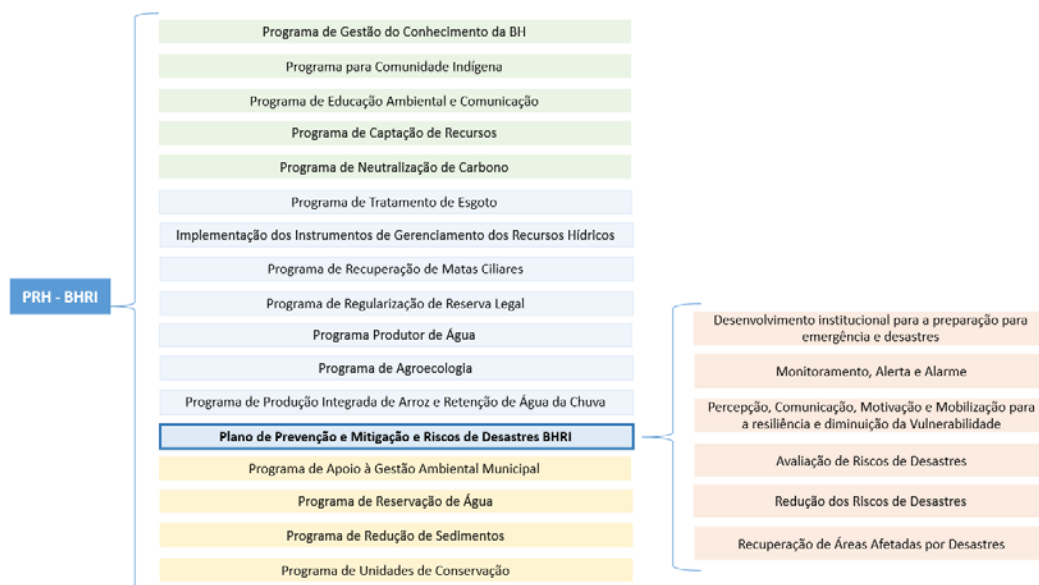 PRH - BHRI
Programa de Gestão do Conhecimento da BH
Programa para Comunidade Indígena
Programa de Educação Ambiental e Comunicação
Programa de Captação de Recursos
Programa de Neutralização de Carbono
Programa de Tratamento de Esgoto
Implementação dos Instrumentos de Gerenciamento dos Recursos Hídricos
Programa de Recuperação de Matas Ciliares
Programa de Regularização de Reserva Legal
Programa Produtor de Água
Programa de Agroecologia
Programa de Produção Integrada de Arroz e Retenção de Água da Chuva
Plano de Prevenção e Mitigação e Riscos de Desastres BHRI
Programa de Apoio à Gestão Ambiental Municipal
Programa de Reservação de Água
Programa de Redução de Sedimentos
Programa de Unidades de Conservação
Desenvolvimento institucional para a preparação para
emergência e desastres
Monitoramento, Alerta e Alarme
Percepção, Comunicação, Motivação e Mobilização para
a resiliência e diminuição da Vulnerabilidade
Avaliação de Riscos de Desastres
Redução dos Riscos de Desastres
Recuperação de Áreas Afetadas por Desastres